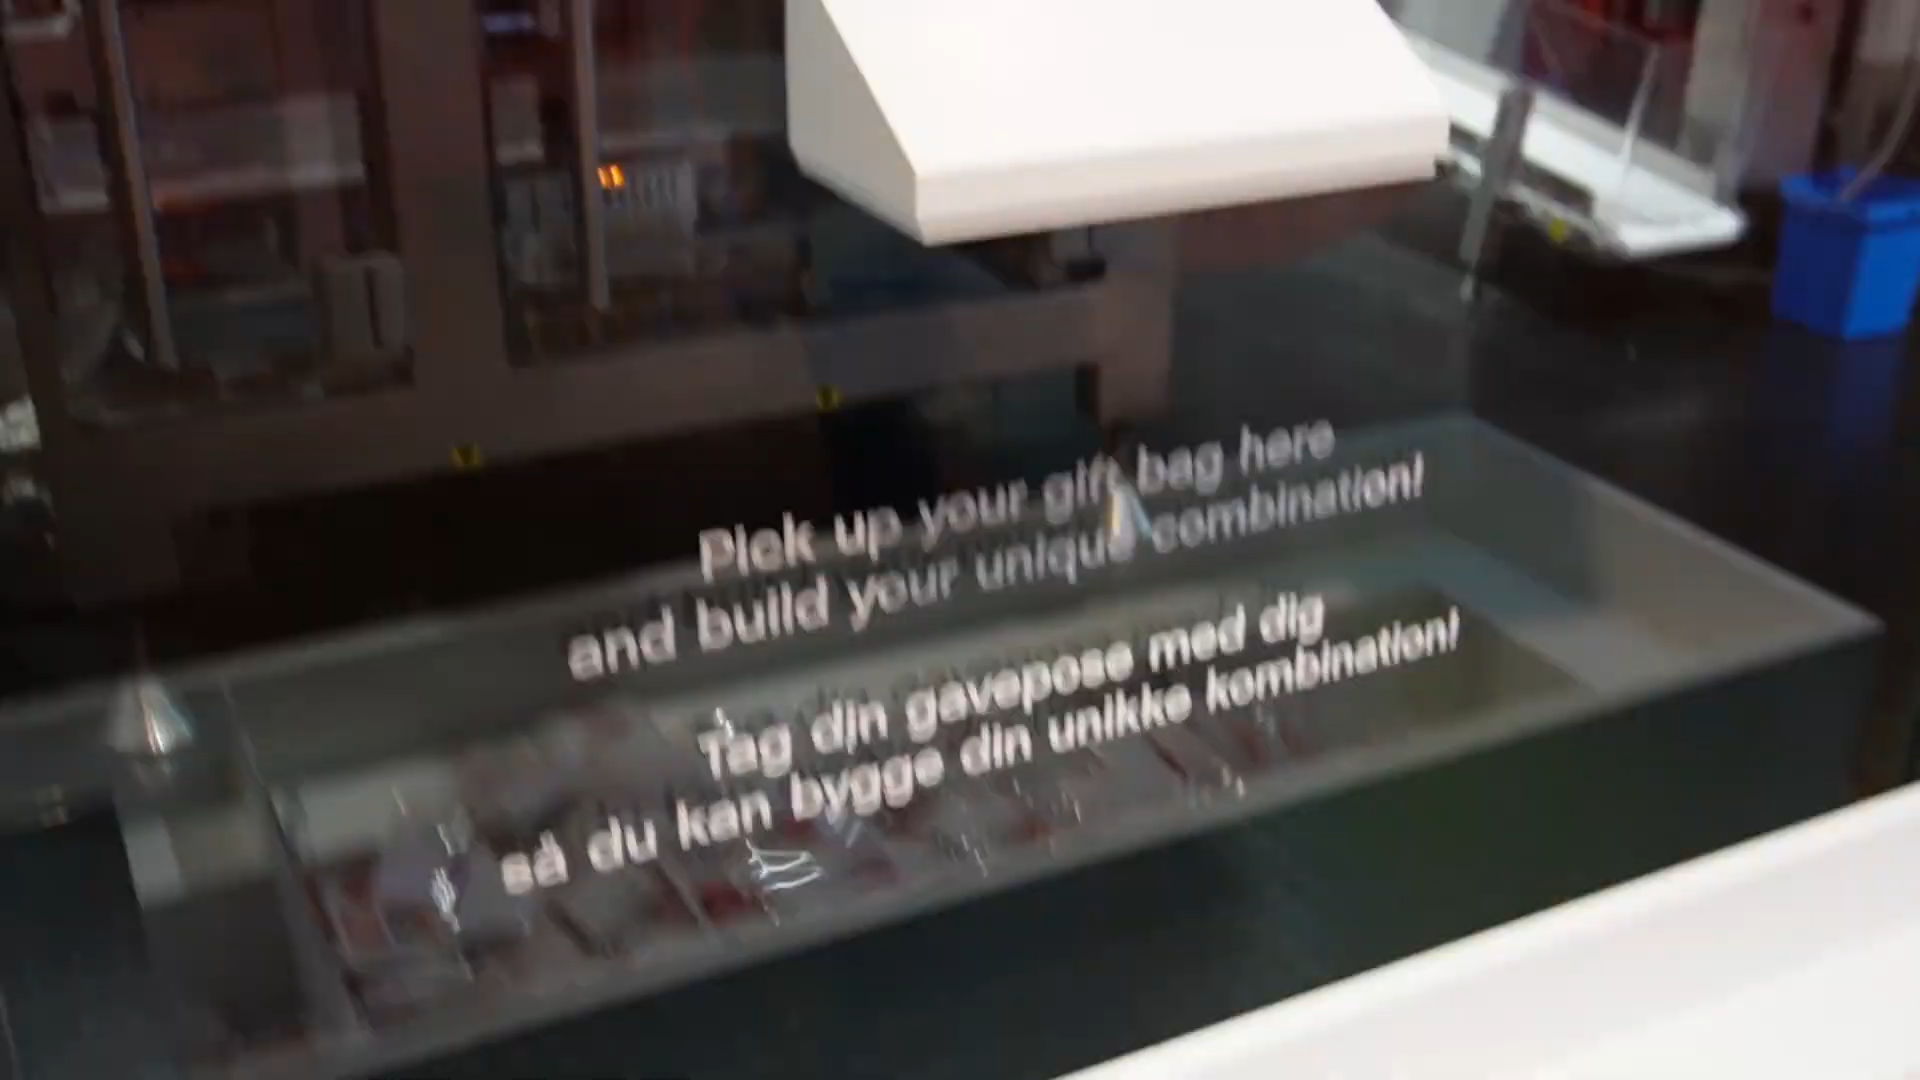 Pick up your gift bag here
and build your unique combination!
Tag din gavepose med dig
så du kan bygge din unikke kombination!